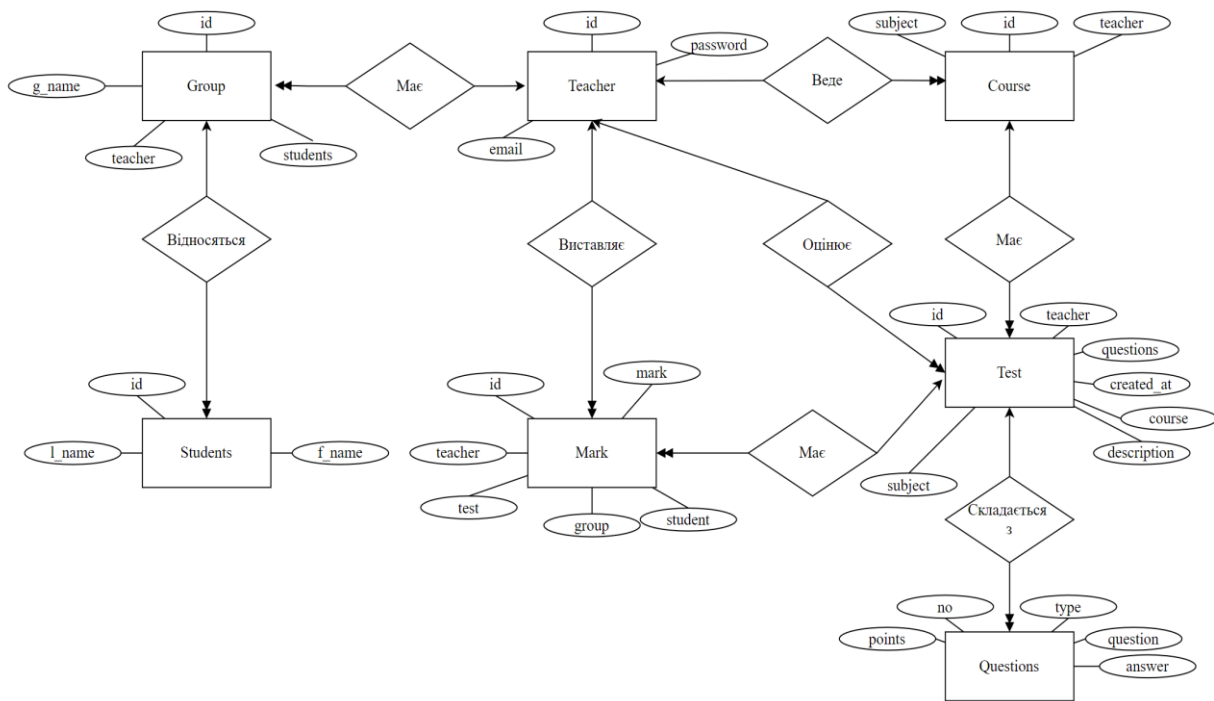 id
id
subject
id
teacher
password
Group
Має
Teacher
Веде
Course
g_name
teacher
students
email
Відносяться
Виставляє
Оцінює
Має
id
teacher
questions
Test
created_at
course
description
subject
id
l_name
Students
f_name
id
mark
teacher
Mark
test
group
student
Має
Складається
з
no
type
points
question
Questions
answer